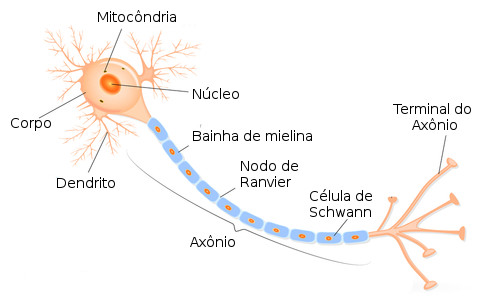 Mitocôndria
Núcleo
Corpo
Dendrito
Bainha de mielina
Nodo de
Ranvier
Axônio
Célula de
Schwann
Terminal do
Axônio